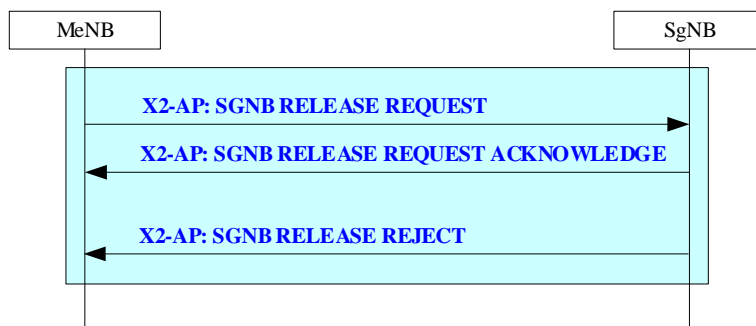 MeNB
SgNB
X2-AP: SGNB RELEASE REQUEST
X2-AP: SGNB RELEASE REQUEST ACKNOWLEDGE
X2-AP: SGNB RELEASE REJECT